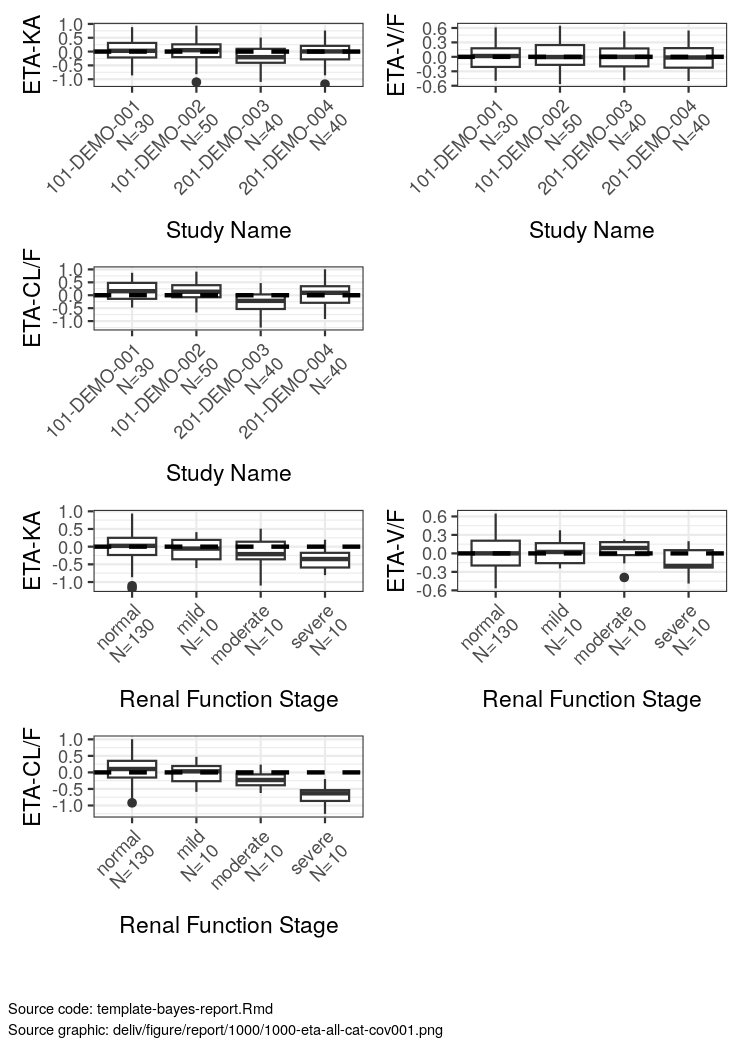 ETA-KA
1.0
0.5
0.0
-0.5
-1.0
101-DEMO-001
N=30
101-DEMO-002
N=50
201-DEMO-003
N=40
201-DEMO-004
N=40
Study Name
ETA-V/F
0.6
0.3
0.0
-0.3
-0.6
101-DEMO-001
N=30
101-DEMO-002
N=50
201-DEMO-003
N=40
201-DEMO-004
N=40
Study Name
ETA-CL/F
1.0
0.5
0.0
-0.5
-1.0
101-DEMO-001
N=30
101-DEMO-002
N=50
201-DEMO-003
N=40
201-DEMO-004
N=40
Study Name
ETA-KA
1.0
0.5
0.0
-0.5
-1.0
normal
N=130
mild
N=10
moderate
N=10
severe
N=10
Renal Function Stage
ETA-V/F
0.6
0.3
0.0
-0.3
-0.6
normal
N=130
mild
N=10
moderate
N=10
severe
N=10
Renal Function Stage
ETA-CL/F
1.0
0.5
0.0
-0.5
-1.0
normal
N=130
mild
N=10
moderate
N=10
severe
N=10
Renal Function Stage
Source code: template-bayes-report.Rmd
Source graphic: deliv/figure/report/1000/1000-eta-all-cat-cov001.png